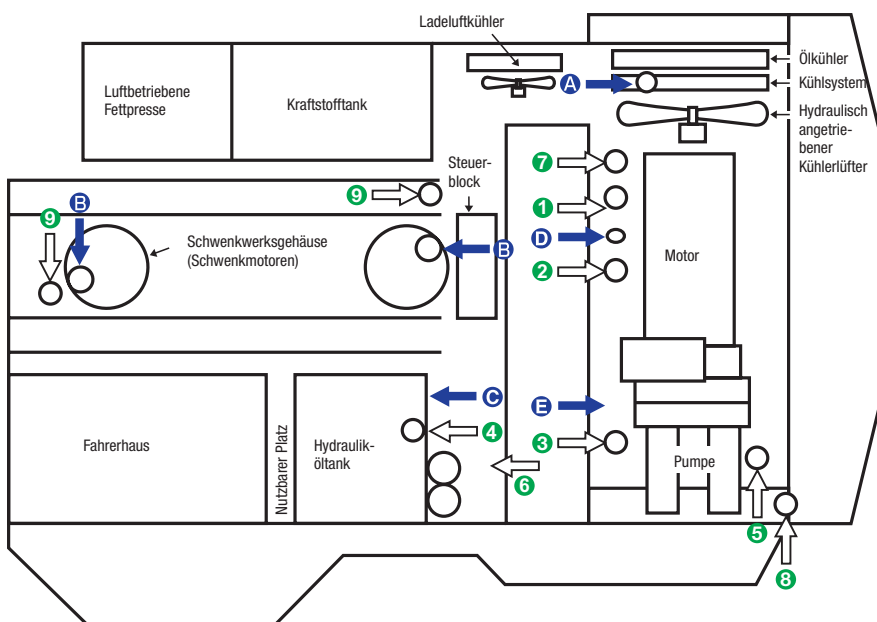 Ladeluftkühler
Ölkühler
Kühlsystem
Hydraulisch
angetrie-
bener
Kühlerlüfter
A
Luftbetriebene
Fettpresse
Kraftstofftank
Steuer-
block
7
9
B
9
1
Schwenkwerksgehäuse
(Schwenkmotoren)
B
D
2
Motor
C
E
Fahrerhaus
Nutzbarer Platz
Hydraulik-
öltank
4
3
6
Pumpe
5
8